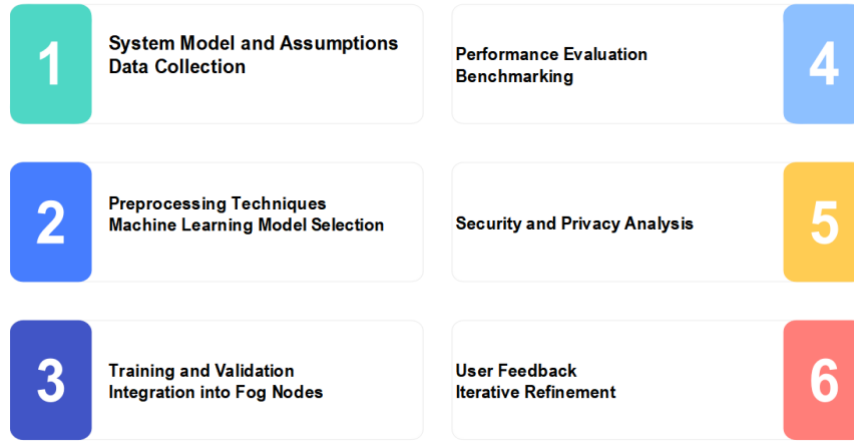 1
System Model and Assumptions
Data Collection
2
Preprocessing Techniques
Machine Learning Model Selection
3
Training and Validation
Integration into Fog Nodes
Performance Evaluation
Benchmarking
4
Security and Privacy Analysis
5
User Feedback
Iterative Refinement
6